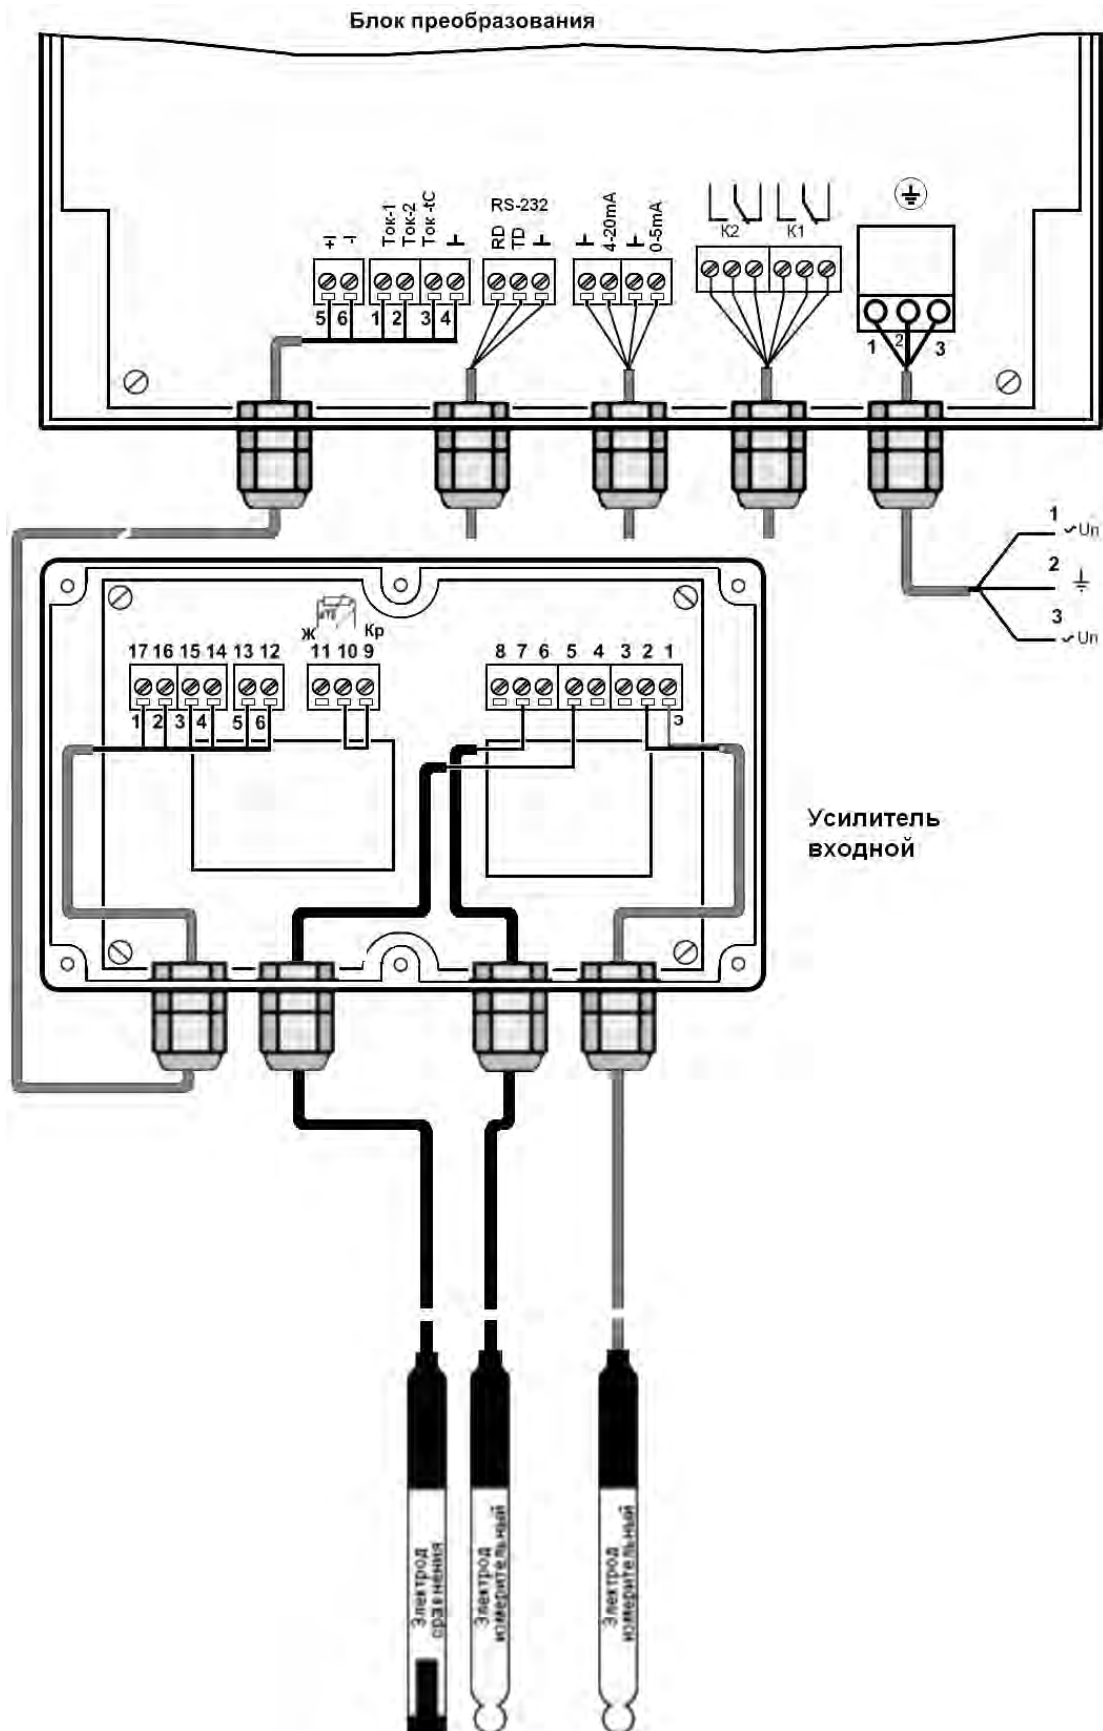 Блок преобразования
+I
-I
Ток-1
Ток-2
Ток-tC
RS-232
RD
TD
4-20mA
0-5mA
К2
К1
5 6 1 2 3 4
1 2 3
1 ~Uп
2
3 ~Uп
Ж Кр
17 16 15 14 13 12 11 10 9 8 7 6 5 4 3 2 1
1 2 3 4 5 6
Э
Усилитель
входной
Электрод
сравнения
Электрод
измерительный
Электрод
измерительный